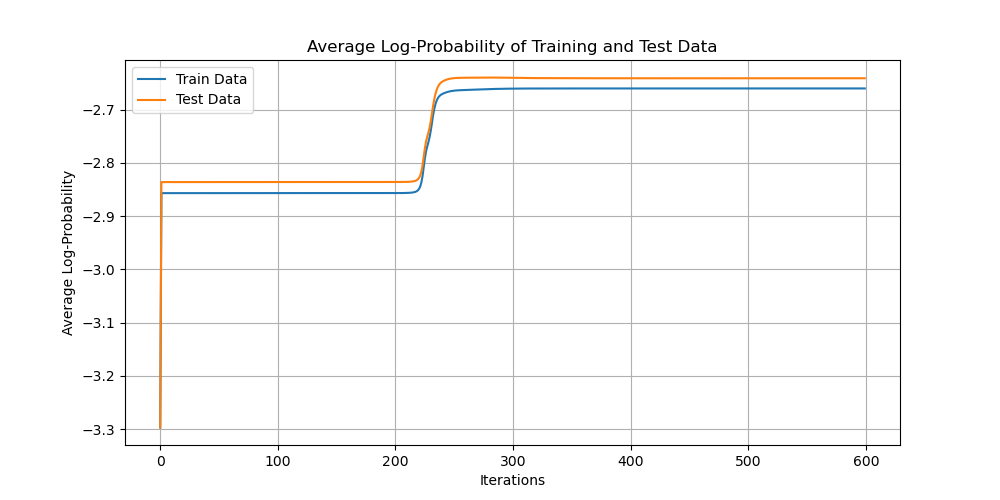 Average Log-Probability of Training and Test Data
Train Data
Test Data
Average Log-Probability
−2.7
−2.8
−2.9
−3.0
−3.1
−3.2
−3.3
0 100 200 300 400 500 600
Iterations